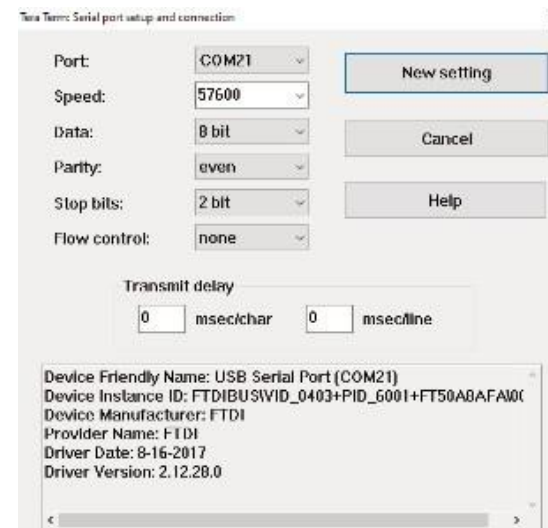 Tera Term: Serial port setup and connection
Port: COM21 New setting
Speed: 57600
Data: 8 bit Cancel
Parity: even
Stop bits: 2 bit Help
Flow control: none
Transmit delay
0 msec/char 0 msec/line
Device Friendly Name: USB Serial Port (COM21)
Device Instance ID: FTDIBUS\VID_0403+PID_6001+FT50A8AFA\00
Device Manufacturer: FTDI
Provider Name: FTDI
Driver Date: 8-16-2017
Driver Version: 2.12.28.0